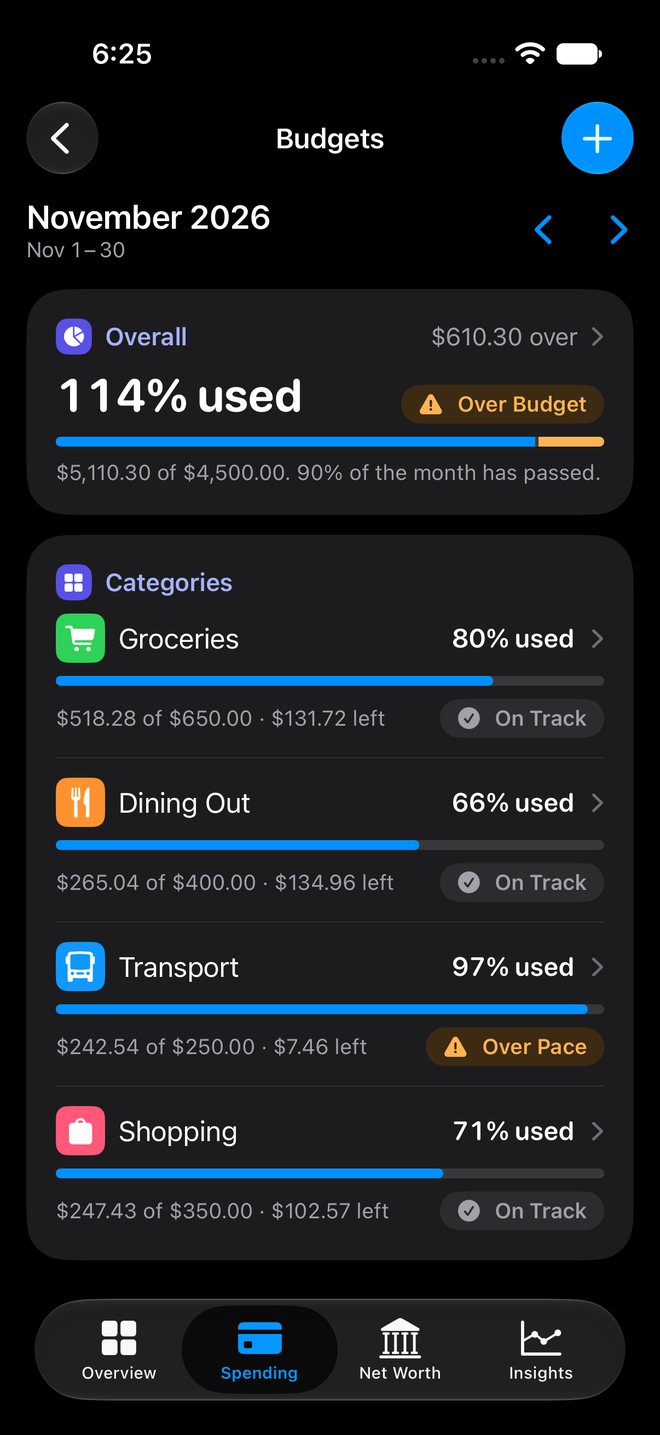 6:25
Budgets
November 2026
Nov 1 – 30
Overall
$610.30 over
114% used
Over Budget
$5,110.30 of $4,500.00. 90% of the month has passed.
Categories
Groceries
80% used
$518.28 of $650.00 · $131.72 left
On Track
Dining Out
66% used
$265.04 of $400.00 · $134.96 left
On Track
Transport
97% used
$242.54 of $250.00 · $7.46 left
Over Pace
Shopping
71% used
$247.43 of $350.00 · $102.57 left
On Track
Overview
Spending
Net Worth
Insights